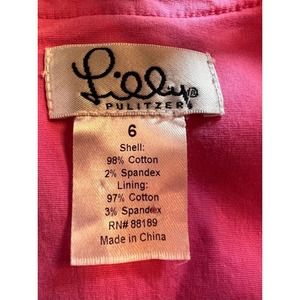 Lilly®
PULITZER®
6
Shell:
98% Cotton
2% Spandex
Lining:
97% Cotton
3% Spandex
RN# 88189
Made in China